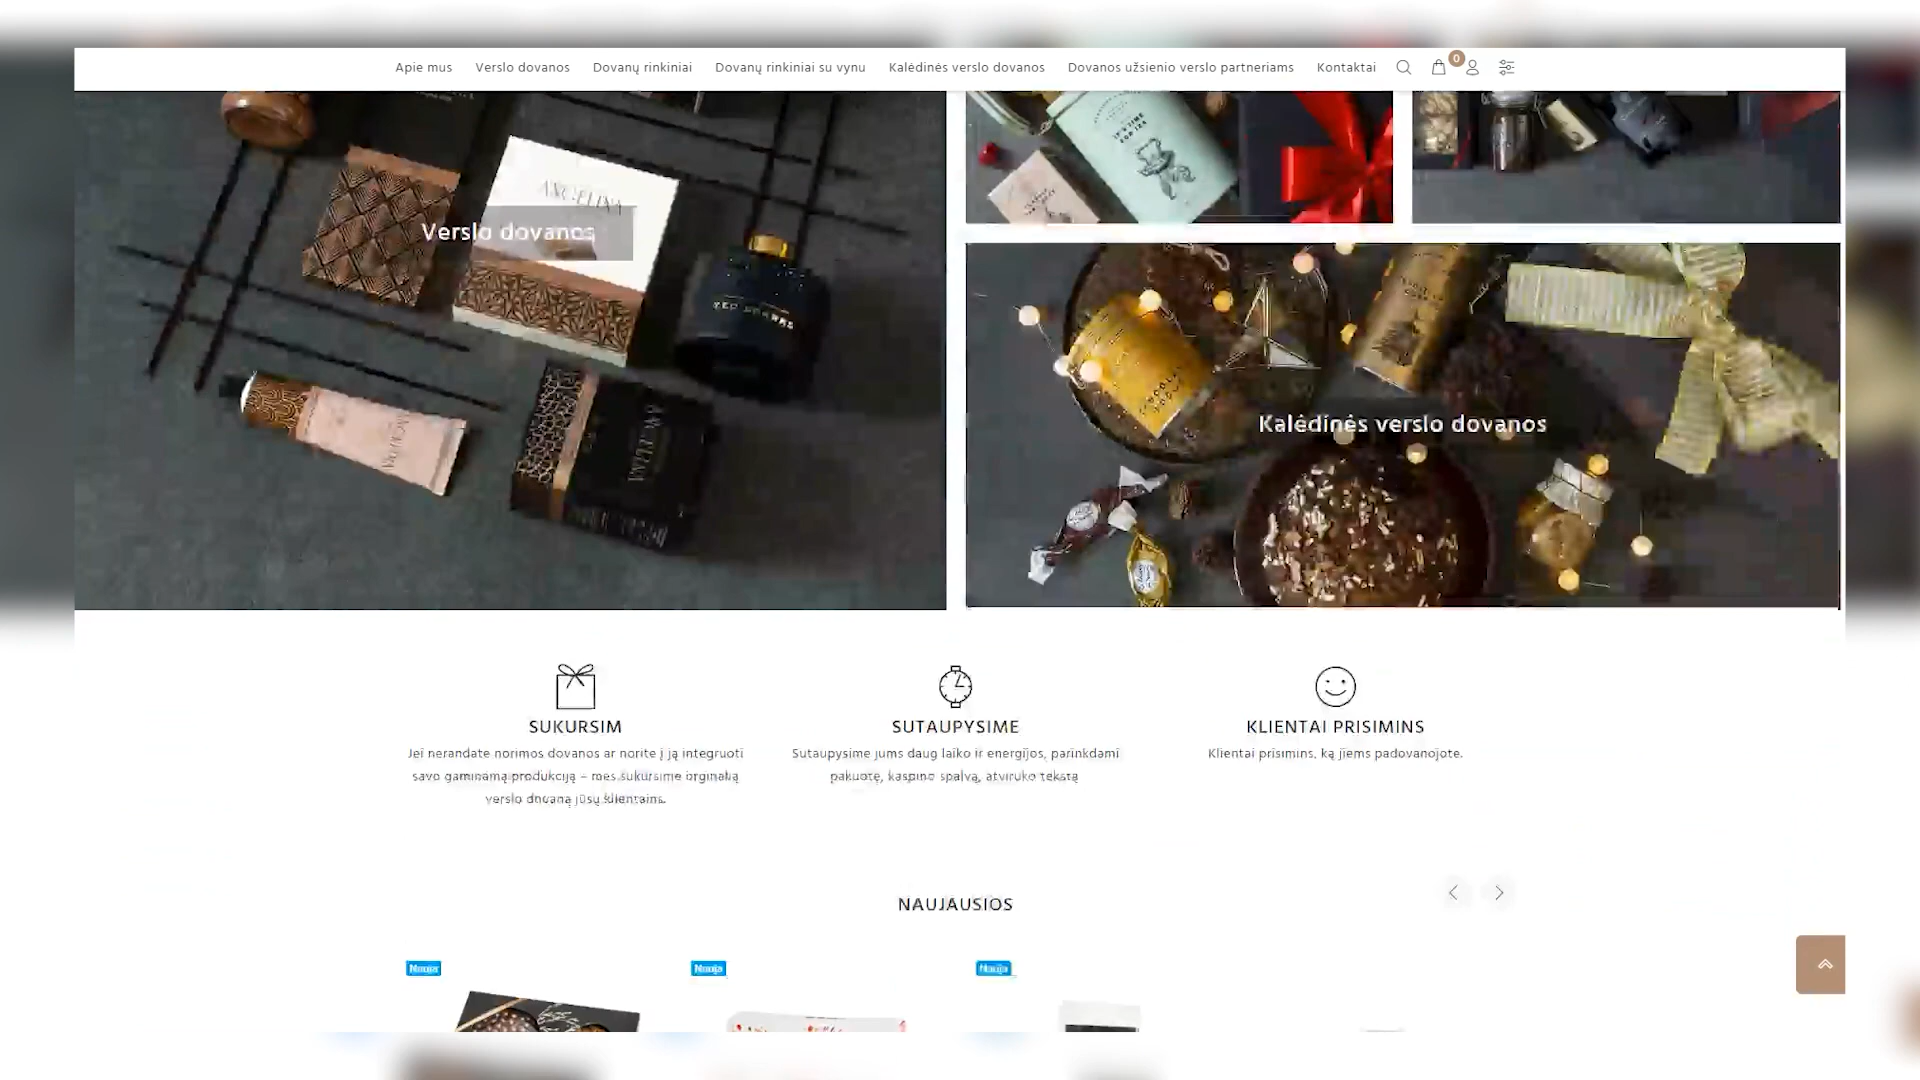 Apie mus Verslo dovanos Dovanų rinkiniai Dovanų rinkiniai su vynu Kalėdinės verslo dovanos Dovanos užsienio verslo partneriams Kontaktai 0
ANGELINA
Verslo dovanos
Kalėdinės verslo dovanos
SUKURSIM
Jei nerandate norimos dovanos ar norite į ją integruoti
savo gaminamą produkciją – mes sukursime orginalią
verslo dovaną jūsų klientams.
SUTAUPYSIME
Sutaupysime jums daug laiko ir energijos, parinkdami
pakuotę, kaspino spalvą, atviruko tekstą
KLIENTAI PRISIMINS
Klientai prisimins, ką jiems padovanojote.
NAUJAUSIOS
Nauja Nauja Nauja